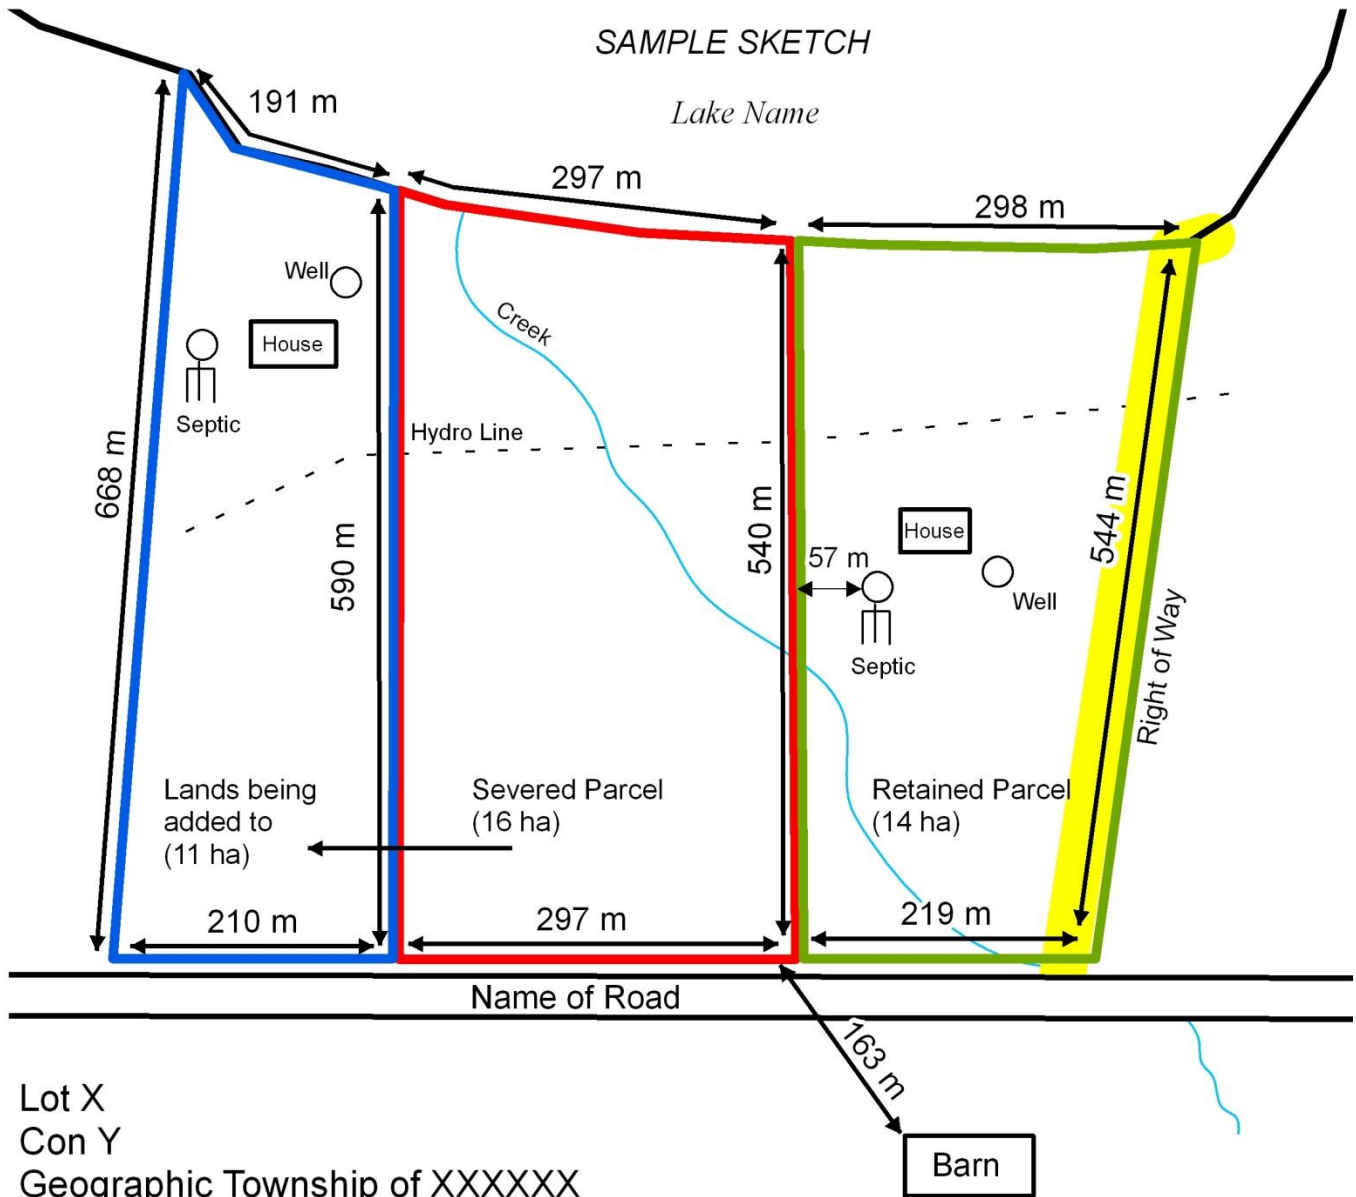 SAMPLE SKETCH
Lake Name
191 m
297 m
298 m
Well
House
Septic
Creek
Hydro Line
668 m
590 m
540 m
57 m
House
Well
Septic
544 m
Right of Way
Lands being
added to
(11 ha)
Severed Parcel
(16 ha)
Retained Parcel
(14 ha)
210 m
297 m
219 m
Name of Road
163 m
Barn
Lot X
Con Y
Geographic Township of XXXXXX